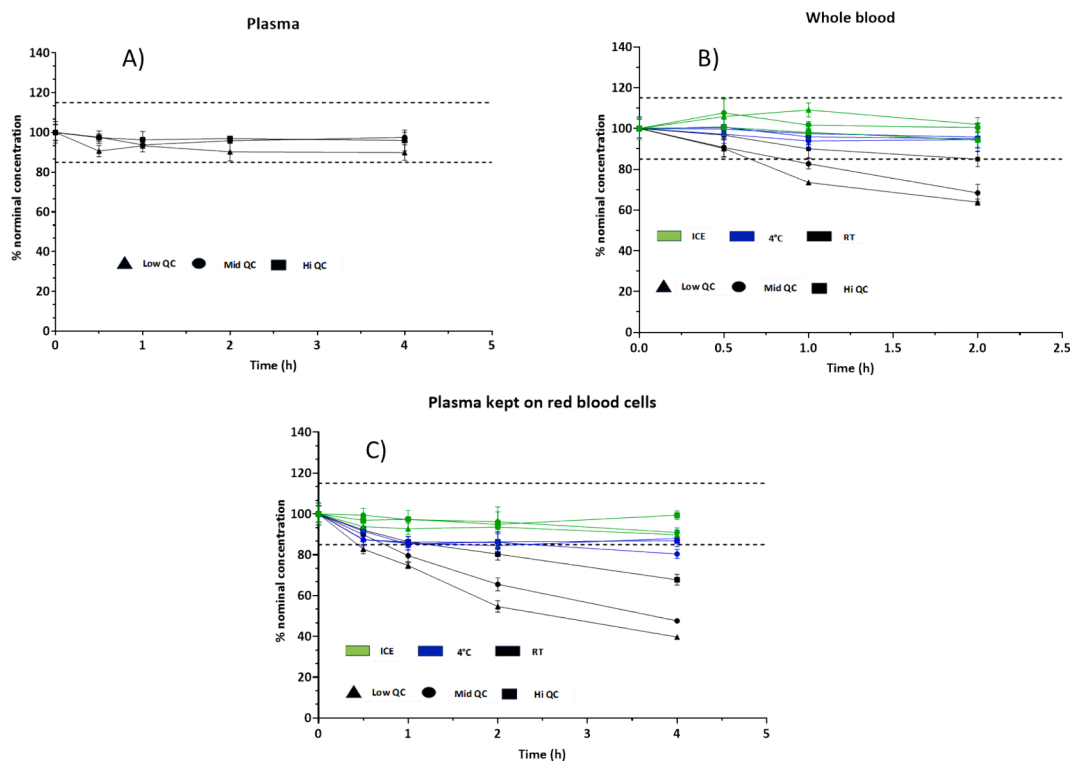 Plasma
A)
% norminal concentration
140
120
100
80
60
40
20
0
0 1 2 3 4 5
Time (h)
Low QC Mid QC Hi QC
Whole blood
B)
% norminal concentration
140
120
100
80
60
40
20
0
0.0 0.5 1.0 1.5 2.0 2.5
Time (h)
ICE 4°C RT
Low QC Mid QC Hi QC
Plasma kept on red blood cells
C)
% nominal concentration
140
120
100
80
60
40
20
0
0 1 2 3 4 5
Time (h)
ICE 4°C RT
Low QC Mid QC Hi QC